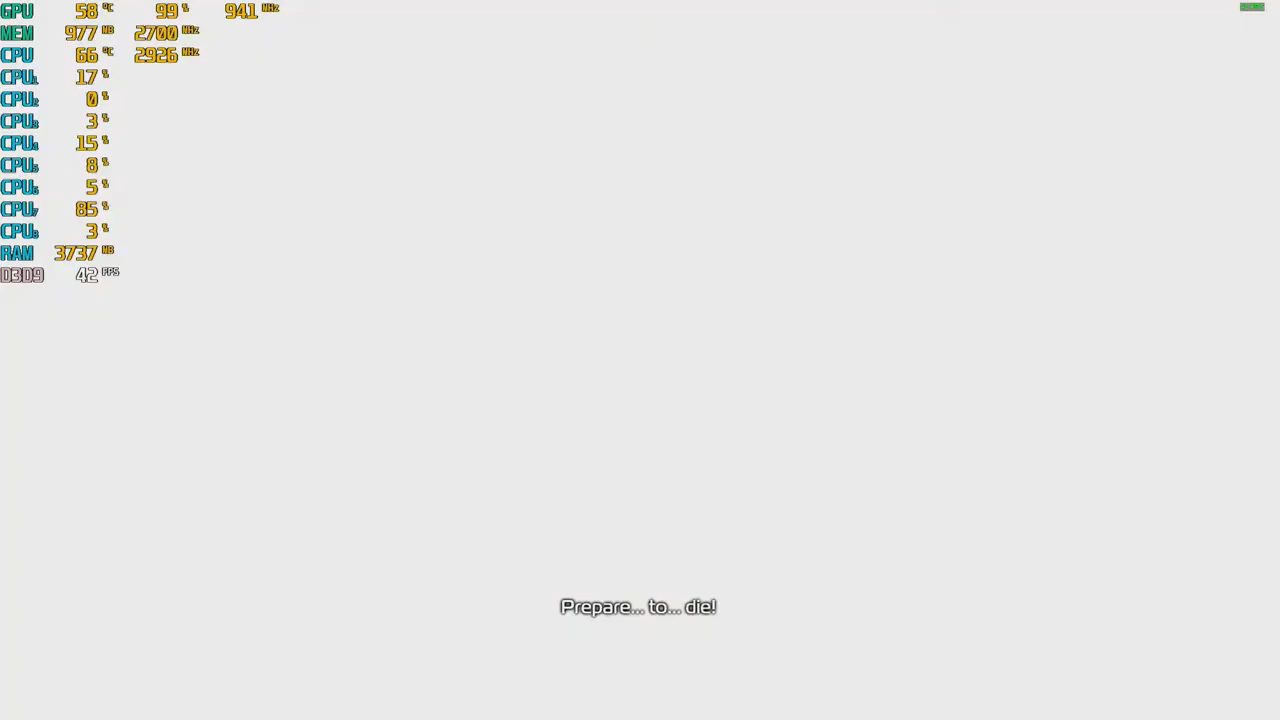 GPU 58 °C 99 % 941 MHz
MEM 977 MB 2700 MHz
CPU 66 °C 2926 MHz
CPU1 17 %
CPU2 0 %
CPU3 3 %
CPU4 15 %
CPU5 8 %
CPU6 5 %
CPU7 85 %
CPU8 3 %
RAM 3737 MB
D3D9 42 FPS
Prepare... to... die!